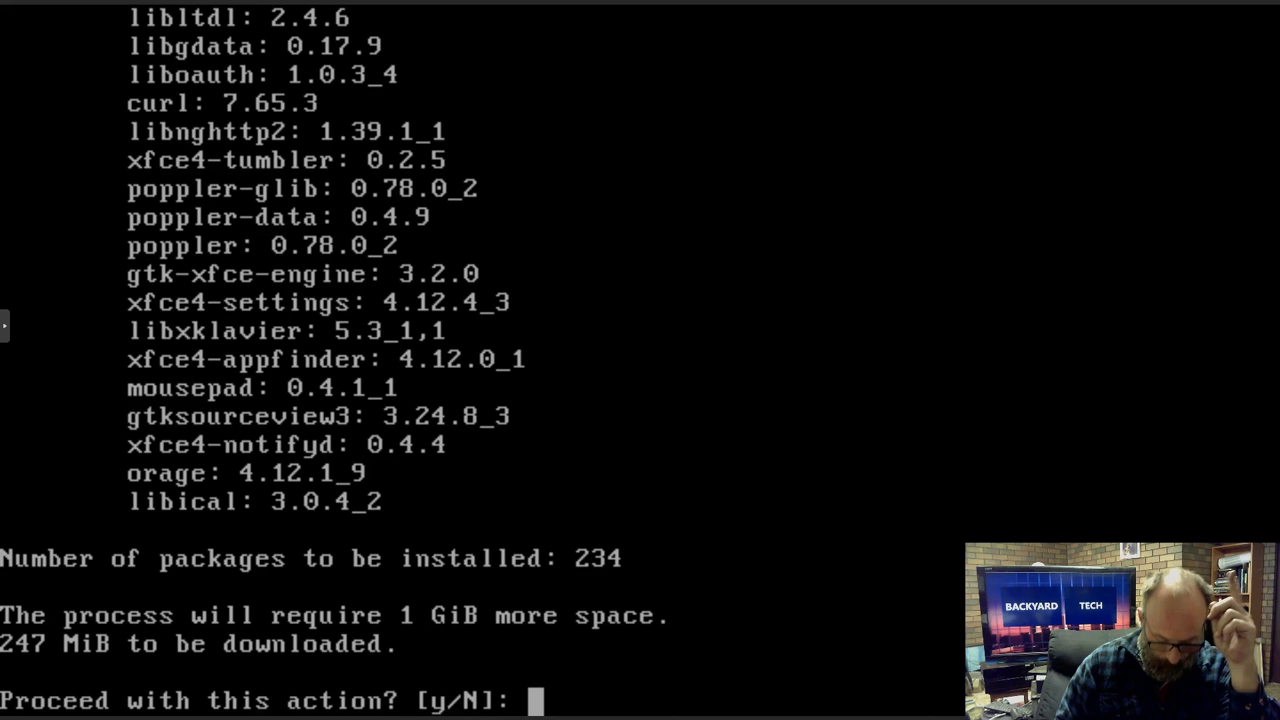 libltdl: 2.4.6
libgdata: 0.17.9
liboauth: 1.0.3_4
curl: 7.65.3
libnghttp2: 1.39.1_1
xfce4-tumbler: 0.2.5
poppler-glib: 0.78.0_2
poppler-data: 0.4.9
poppler: 0.78.0_2
gtk-xfce-engine: 3.2.0
xfce4-settings: 4.12.4_3
libxklavier: 5.3_1,1
xfce4-appfinder: 4.12.0_1
mousepad: 0.4.1_1
gtksourceview3: 3.24.8_3
xfce4-notifyd: 0.4.4
orage: 4.12.1_9
libical: 3.0.4_2
Number of packages to be installed: 234
The process will require 1 GiB more space.
247 MiB to be downloaded.
Proceed with this action? [y/N]:
BACKYARD TECH